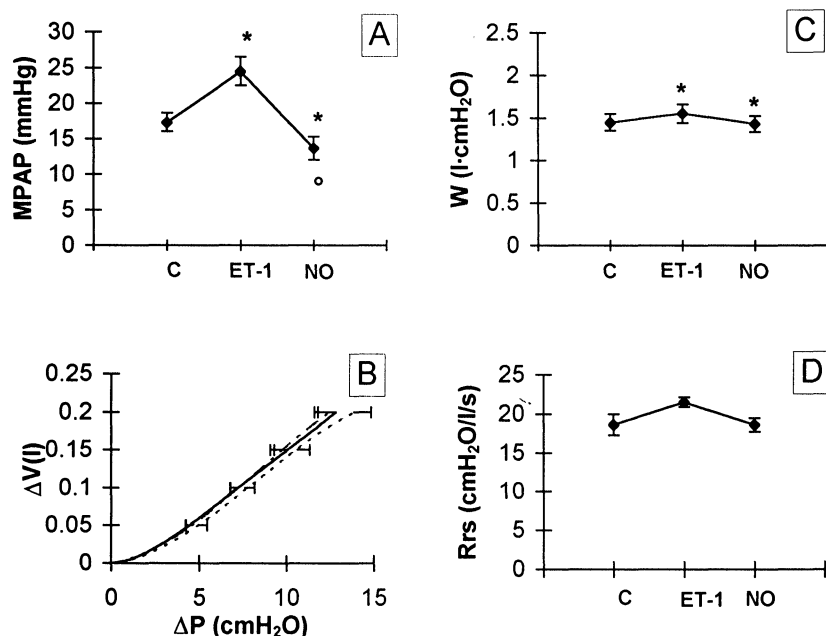 A
MPAP (mmHg)
30
25
20
15
10
5
0
*
*
C
ET-1
NO
C
W (l·cmH₂O)
2.5
2
1.5
1
0.5
0
*
*
C
ET-1
NO
B
ΔV(l)
0.25
0.2
0.15
0.1
0.05
0
0
5
10
15
ΔP (cmH₂O)
D
Rrs (cmH₂O/l/s)
25
20
15
10
5
0
C
ET-1
NO